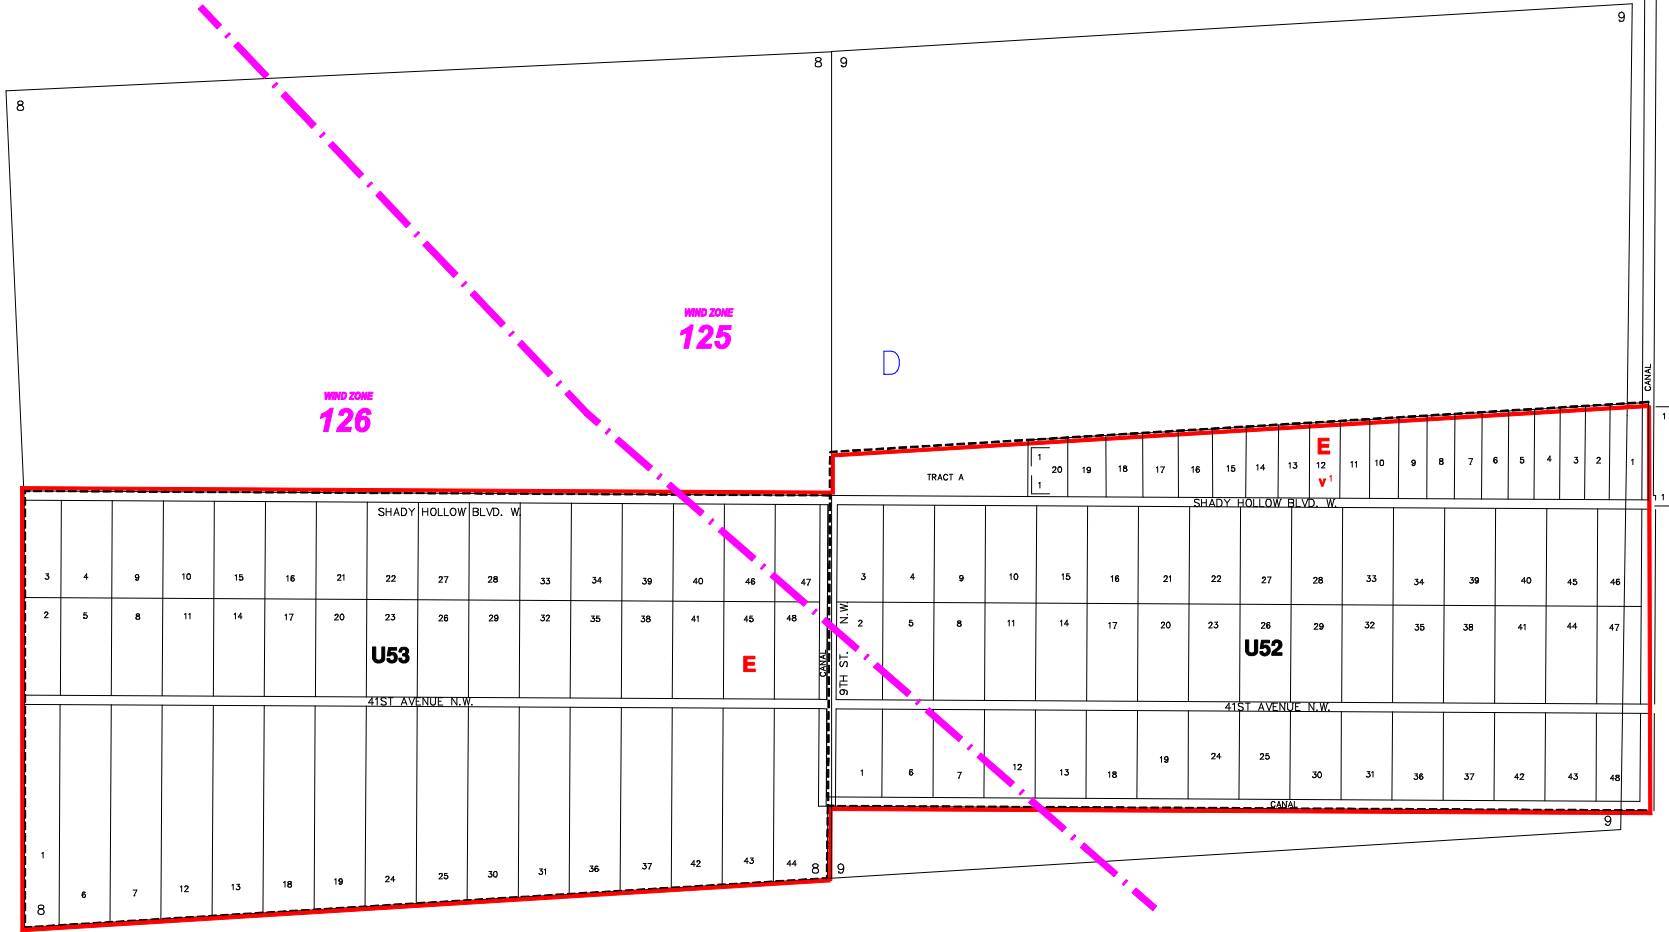 9
8 9
8
WIND ZONE
125
D
WIND ZONE
126
CANAL
1
E
TRACT A
1
20 19 18 17 16 15 14 13 12 11 10 9 8 7 6 5 4 3 2 1
1
v1
1
SHADY HOLLOW BLVD. W.
SHADY HOLLOW BLVD. W.
3 4 9 10 15 16 21 22 27 28 33 34 39 40 46 47
3 4 9 10 15 16 21 22 27 28 33 34 39 40 45 46
2 5 8 11 14 17 20 23 26 29 32 35 38 41 45 48
2 5 8 11 14 17 20 23 26 29 32 35 38 41 44 47
U53
E
CANAL
9TH ST. N.W.
U52
41ST AVENUE N.W.
41ST AVENUE N.W.
1 6 7 12 13 18 19 24 25 30 31 36 37 42 43 48
CANAL
1 6 7 12 13 18 19 24 25 30 31 36 37 42 43 44
8 9
9
8